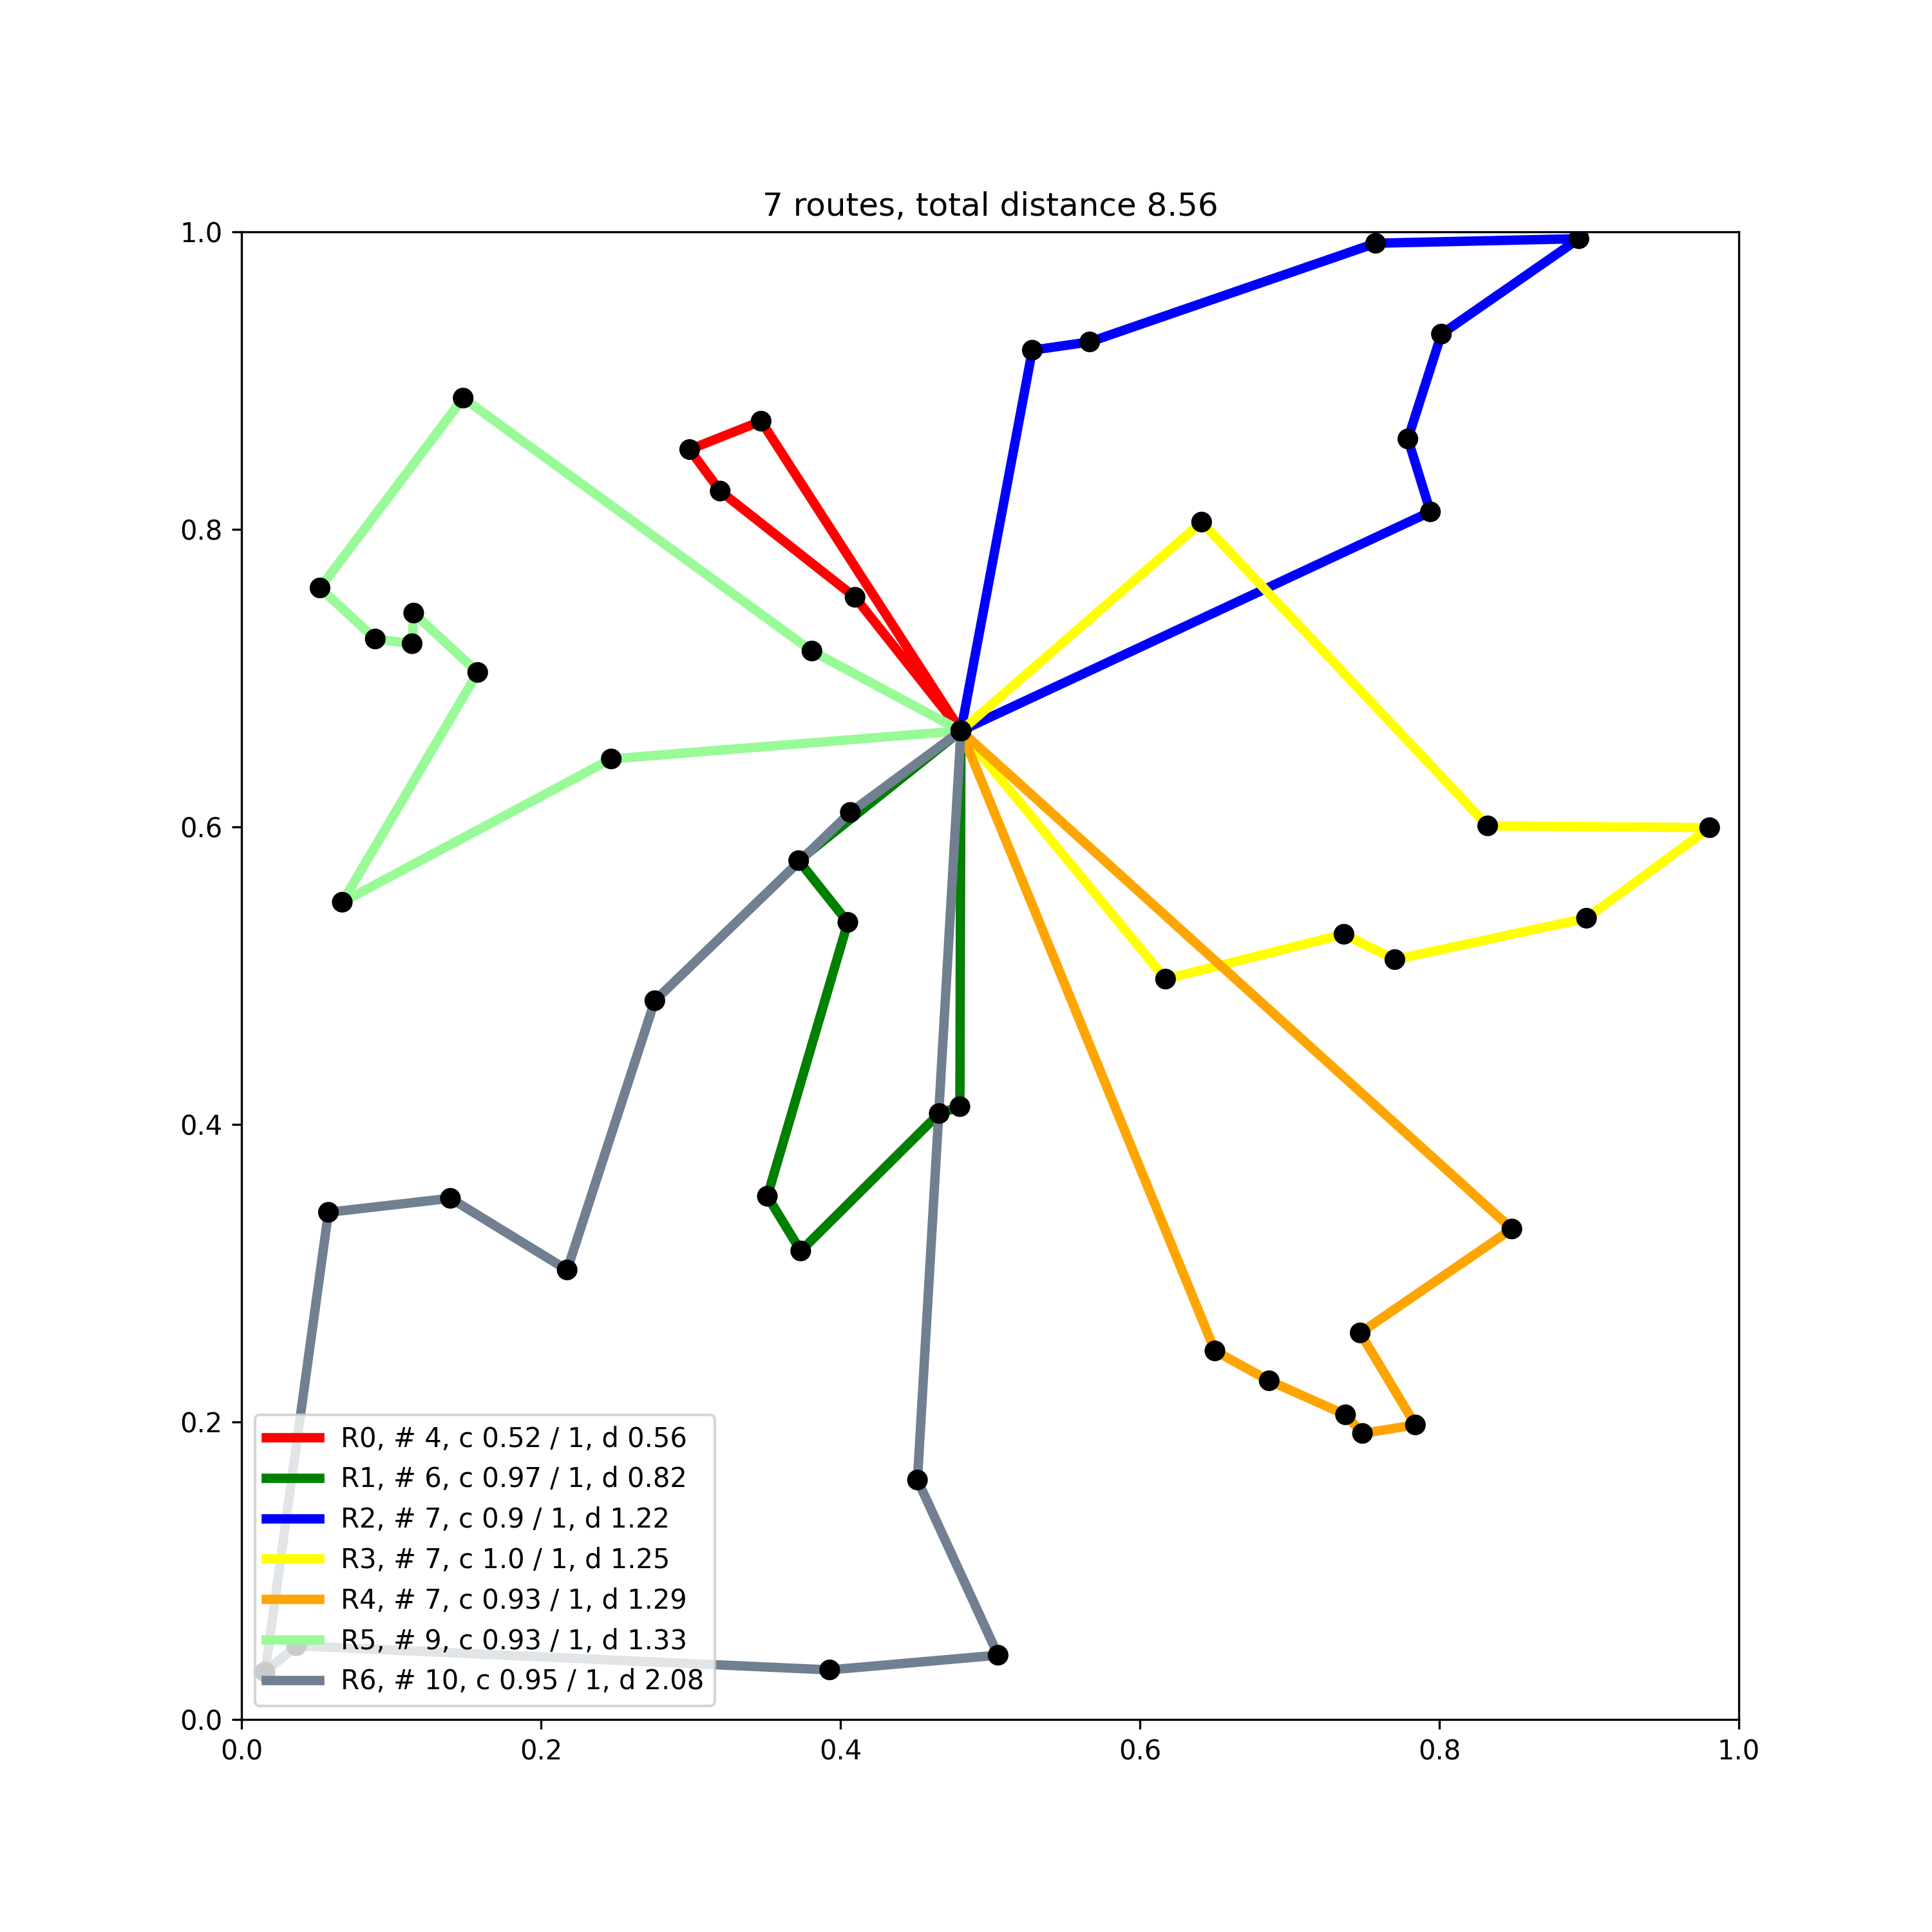 7 routes, total distance 8.56
1.0
0.8
0.6
0.4
0.2
0.0
R0, # 4, c 0.52 / 1, d 0.56
R1, # 6, c 0.97 / 1, d 0.82
R2, # 7, c 0.9 / 1, d 1.22
R3, # 7, c 1.0 / 1, d 1.25
R4, # 7, c 0.93 / 1, d 1.29
R5, # 9, c 0.93 / 1, d 1.33
R6, # 10, c 0.95 / 1, d 2.08
0.0 0.2 0.4 0.6 0.8 1.0